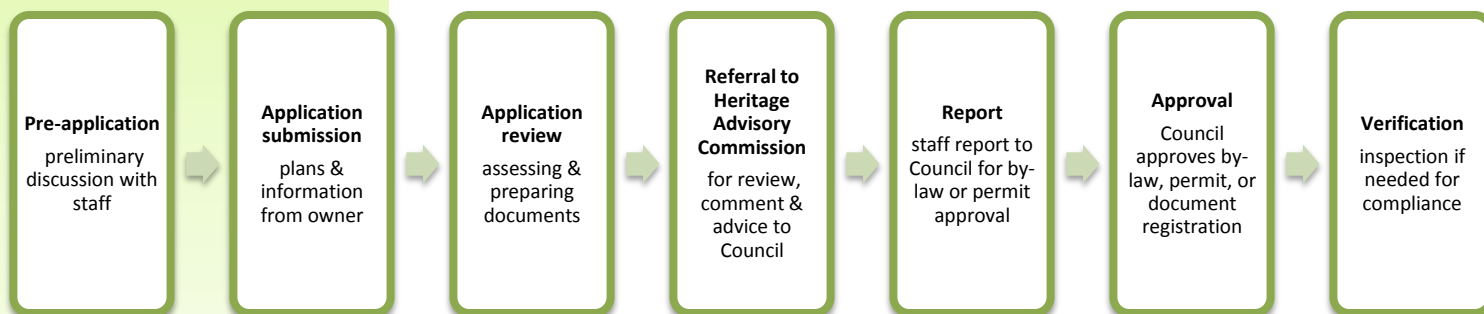 Pre-application
preliminary
discussion with
staff
Application
submission
plans &
information
from owner
Application
review
assessing &
preparing
documents
Referral to
Heritage
Advisory
Commission
for review,
comment &
advice to
Council
Report
staff report to
Council for by-
law or permit
approval
Approval
Council
approves by-
law, permit, or
document
registration
Verification
inspection if
needed for
compliance